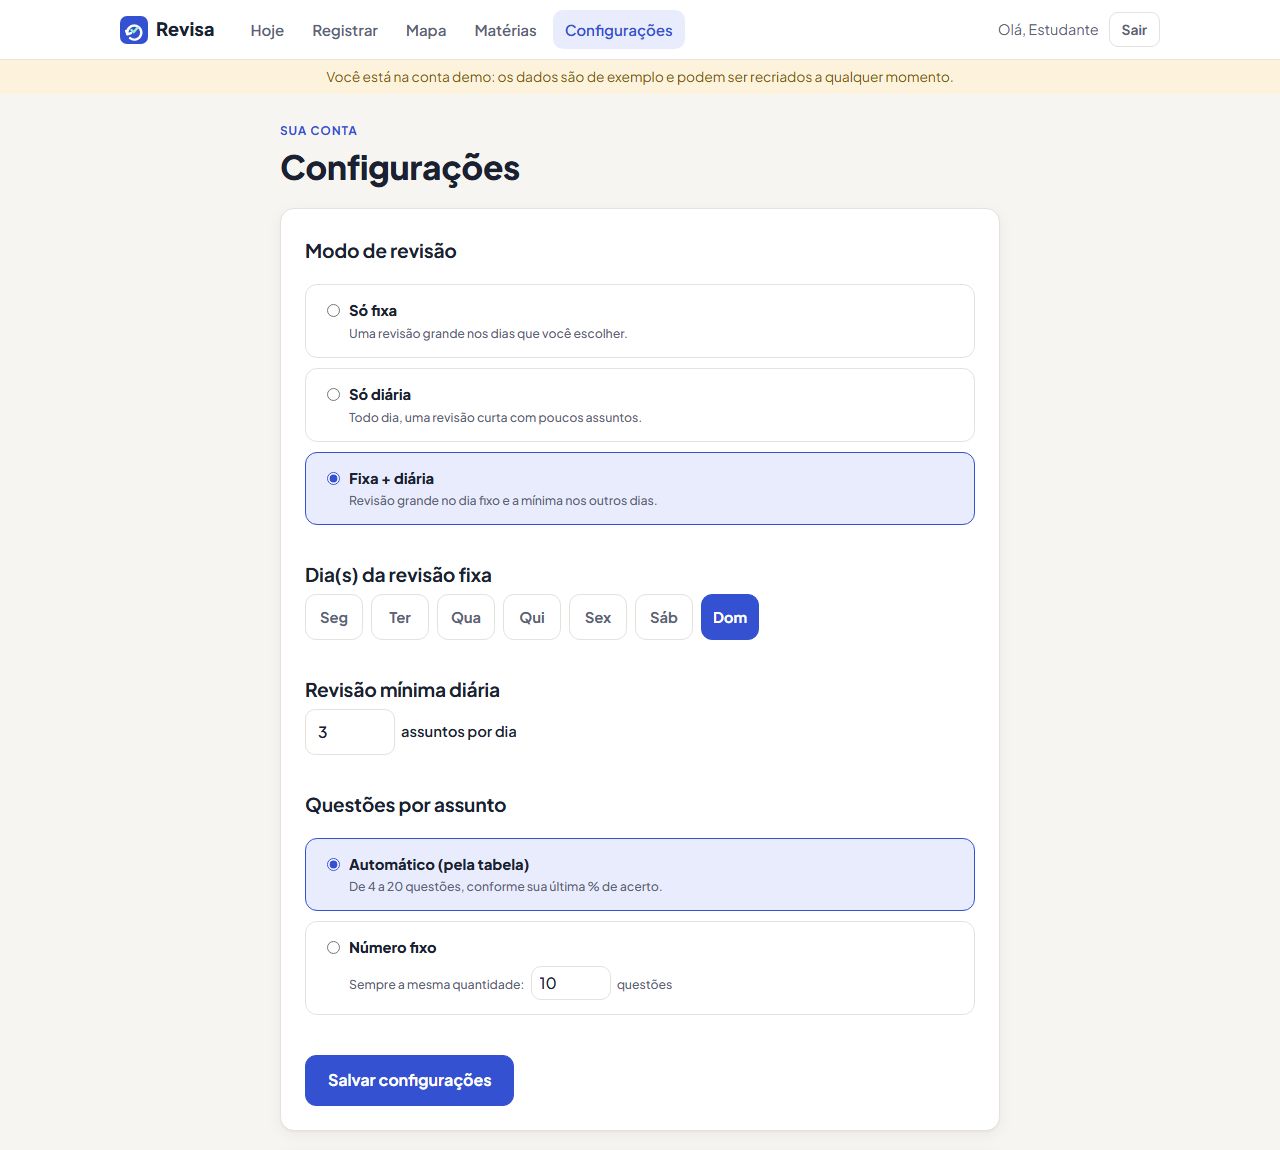 Revisa
Hoje
Registrar
Mapa
Matérias
Configurações
Olá, Estudante
Sair
Você está na conta demo: os dados são de exemplo e podem ser recriados a qualquer momento.
SUA CONTA
Configurações
Modo de revisão
Só fixa
Uma revisão grande nos dias que você escolher.
Só diária
Todo dia, uma revisão curta com poucos assuntos.
Fixa + diária
Revisão grande no dia fixo e a mínima nos outros dias.
Dia(s) da revisão fixa
Seg Ter Qua Qui Sex Sáb Dom
Revisão mínima diária
3 assuntos por dia
Questões por assunto
Automático (pela tabela)
De 4 a 20 questões, conforme sua última % de acerto.
Número fixo
Sempre a mesma quantidade: 10 questões
Salvar configurações